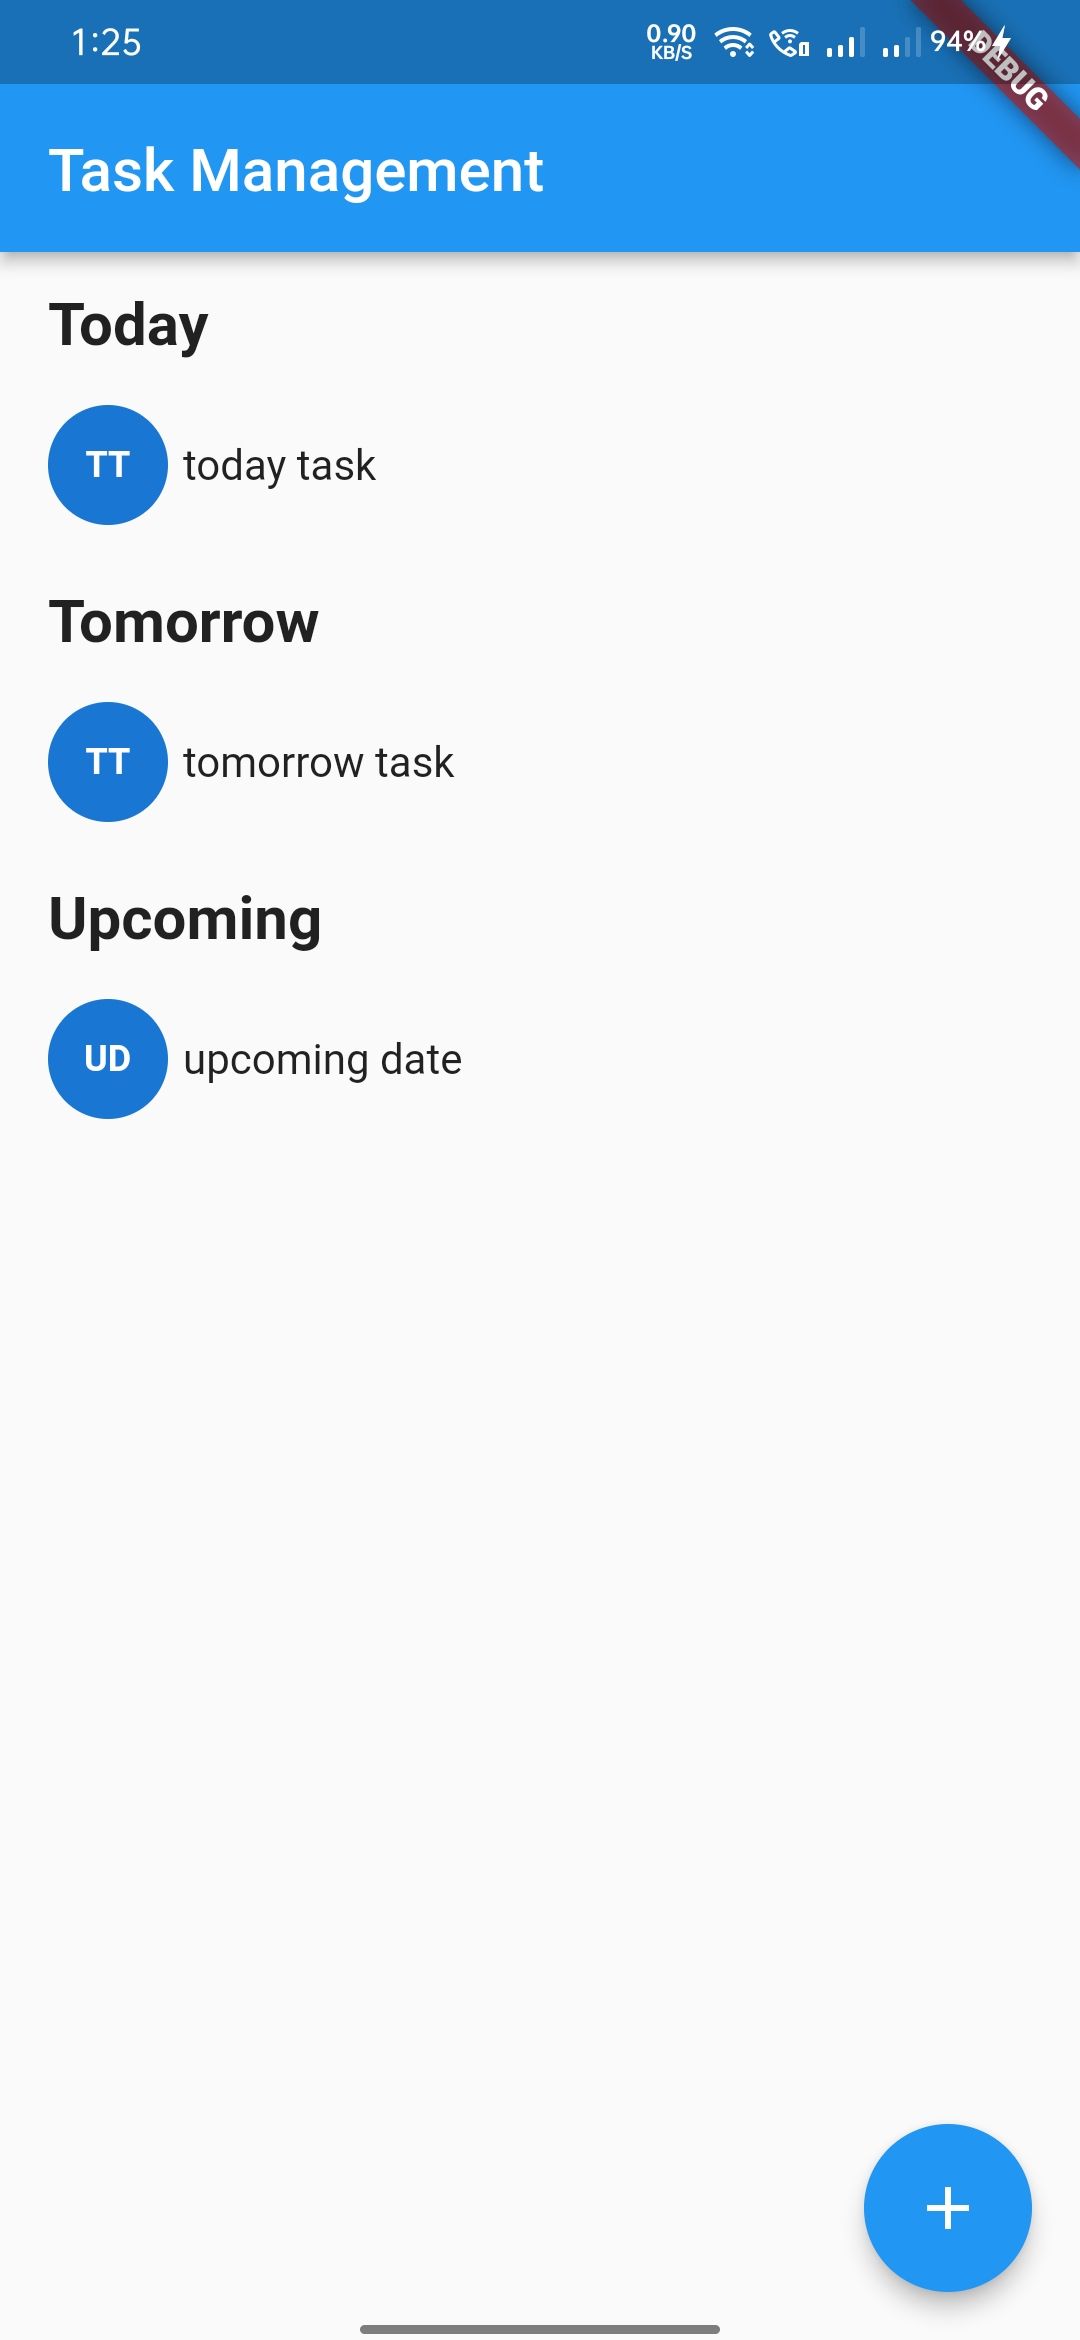 1:25
0.90
KB/S
94%
DEBUG
Task Management
Today
TT today task
Tomorrow
TT tomorrow task
Upcoming
UD upcoming date